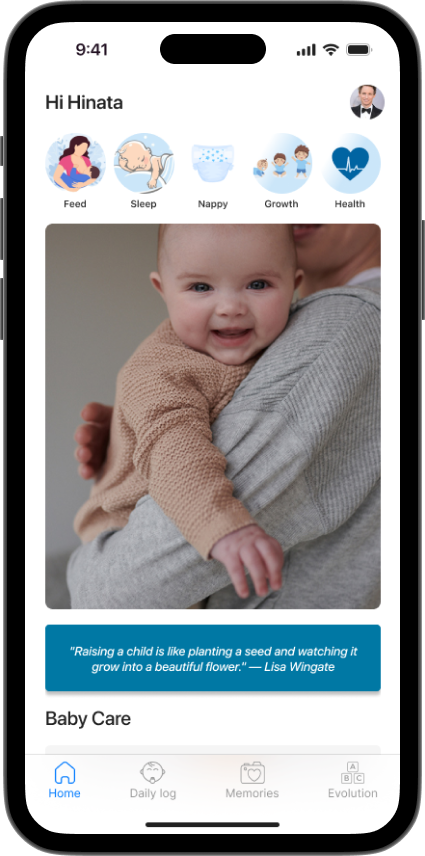 9:41
Hi Hinata
Feed
Sleep
Nappy
Growth
Health
"Raising a child is like planting a seed and watching it
grow into a beautiful flower." — Lisa Wingate
Baby Care
Home
Daily log
Memories
A
B C
Evolution